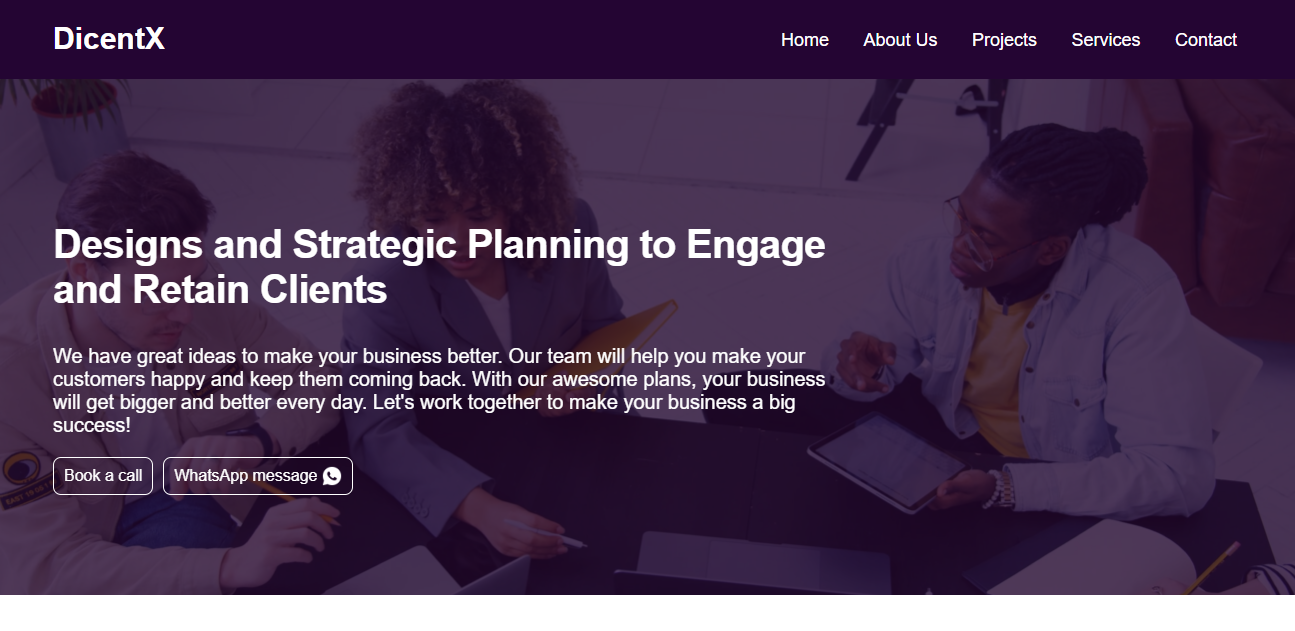 DicentX
Home About Us Projects Services Contact
Designs and Strategic Planning to Engage
and Retain Clients
We have great ideas to make your business better. Our team will help you make your
customers happy and keep them coming back. With our awesome plans, your business
will get bigger and better every day. Let's work together to make your business a big
success!
Book a call
WhatsApp message